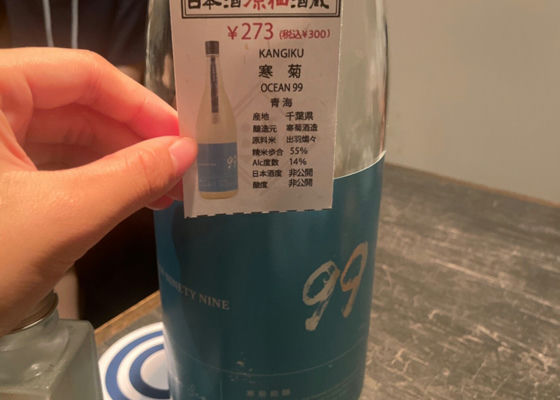 日本酒原価酒蔵
¥273 (税込¥300)
KANGIKU
寒菊
OCEAN 99
青海
産地 千葉県
醸造元 寒菊酒造
原料米 出羽燦々
精米歩合 55%
Alc度数 14%
日本酒度 非公開
酸度 非公開
99
NINETY NINE
99